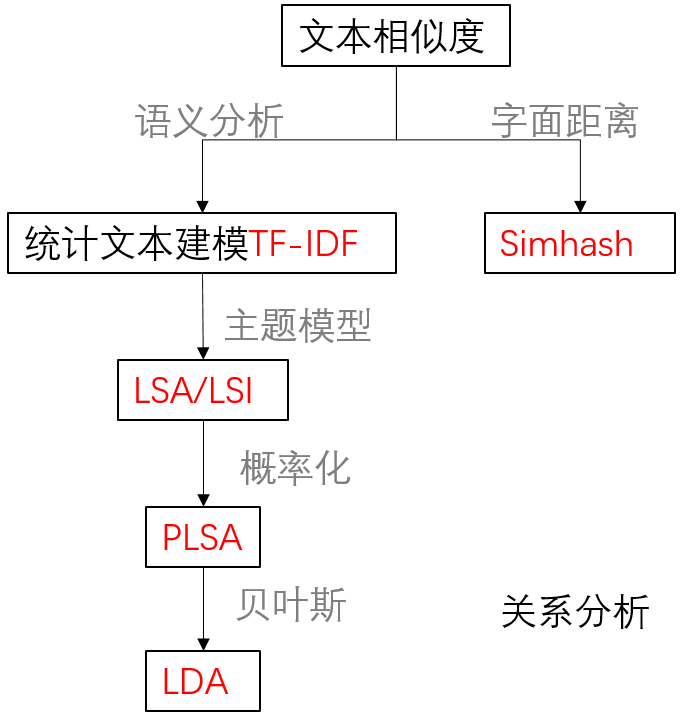 文本相似度
语义分析
字面距离
统计文本建模TF-IDF
Simhash
主题模型
LSA/LSI
概率化
PLSA
贝叶斯
关系分析
LDA